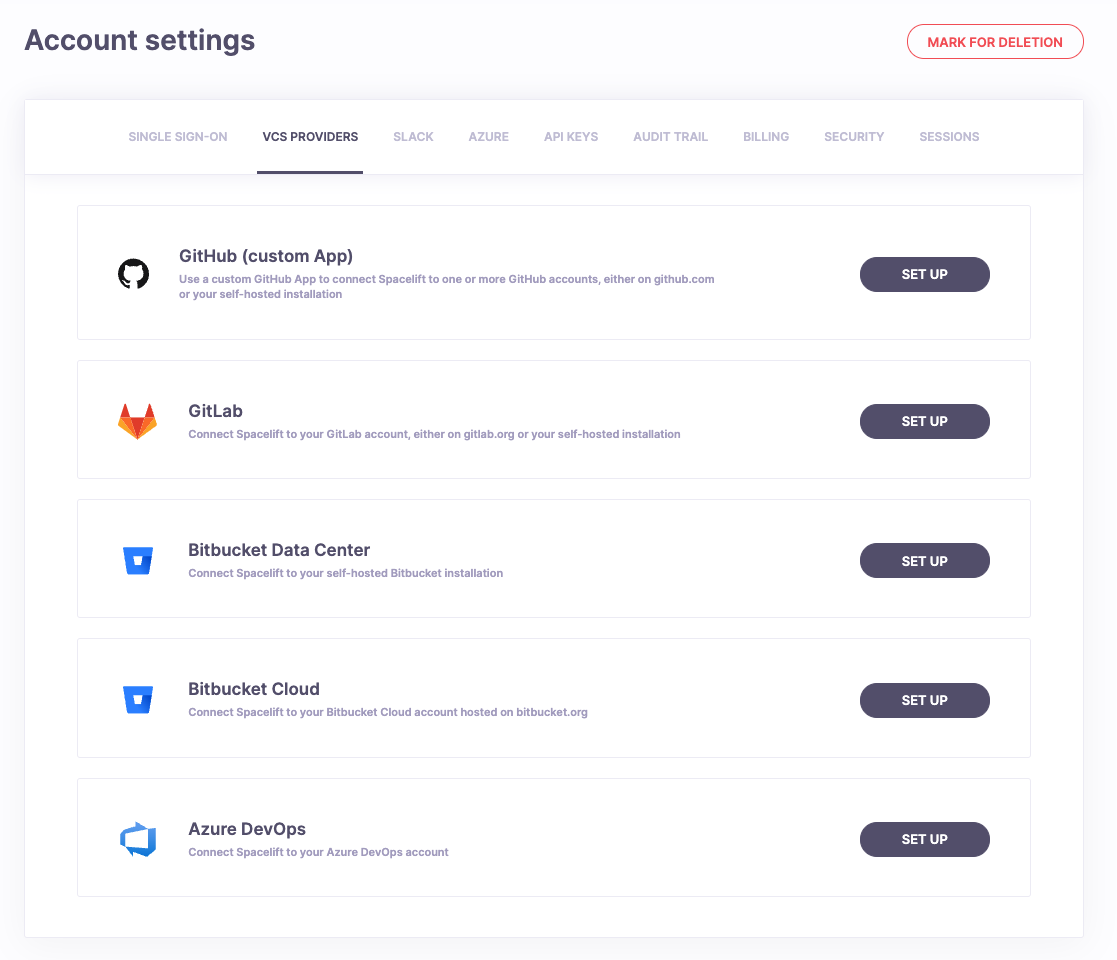 Account settings
MARK FOR DELETION
SINGLE SIGN-ON VCS PROVIDERS SLACK AZURE API KEYS AUDIT TRAIL BILLING SECURITY SESSIONS
GitHub (custom App)
Use a custom GitHub App to connect Spacelift to one or more GitHub accounts, either on github.com
or your self-hosted installation
SET UP
GitLab
Connect Spacelift to your GitLab account, either on gitlab.org or your self-hosted installation
SET UP
Bitbucket Data Center
Connect Spacelift to your self-hosted Bitbucket installation
SET UP
Bitbucket Cloud
Connect Spacelift to your Bitbucket Cloud account hosted on bitbucket.org
SET UP
Azure DevOps
Connect Spacelift to your Azure DevOps account
SET UP